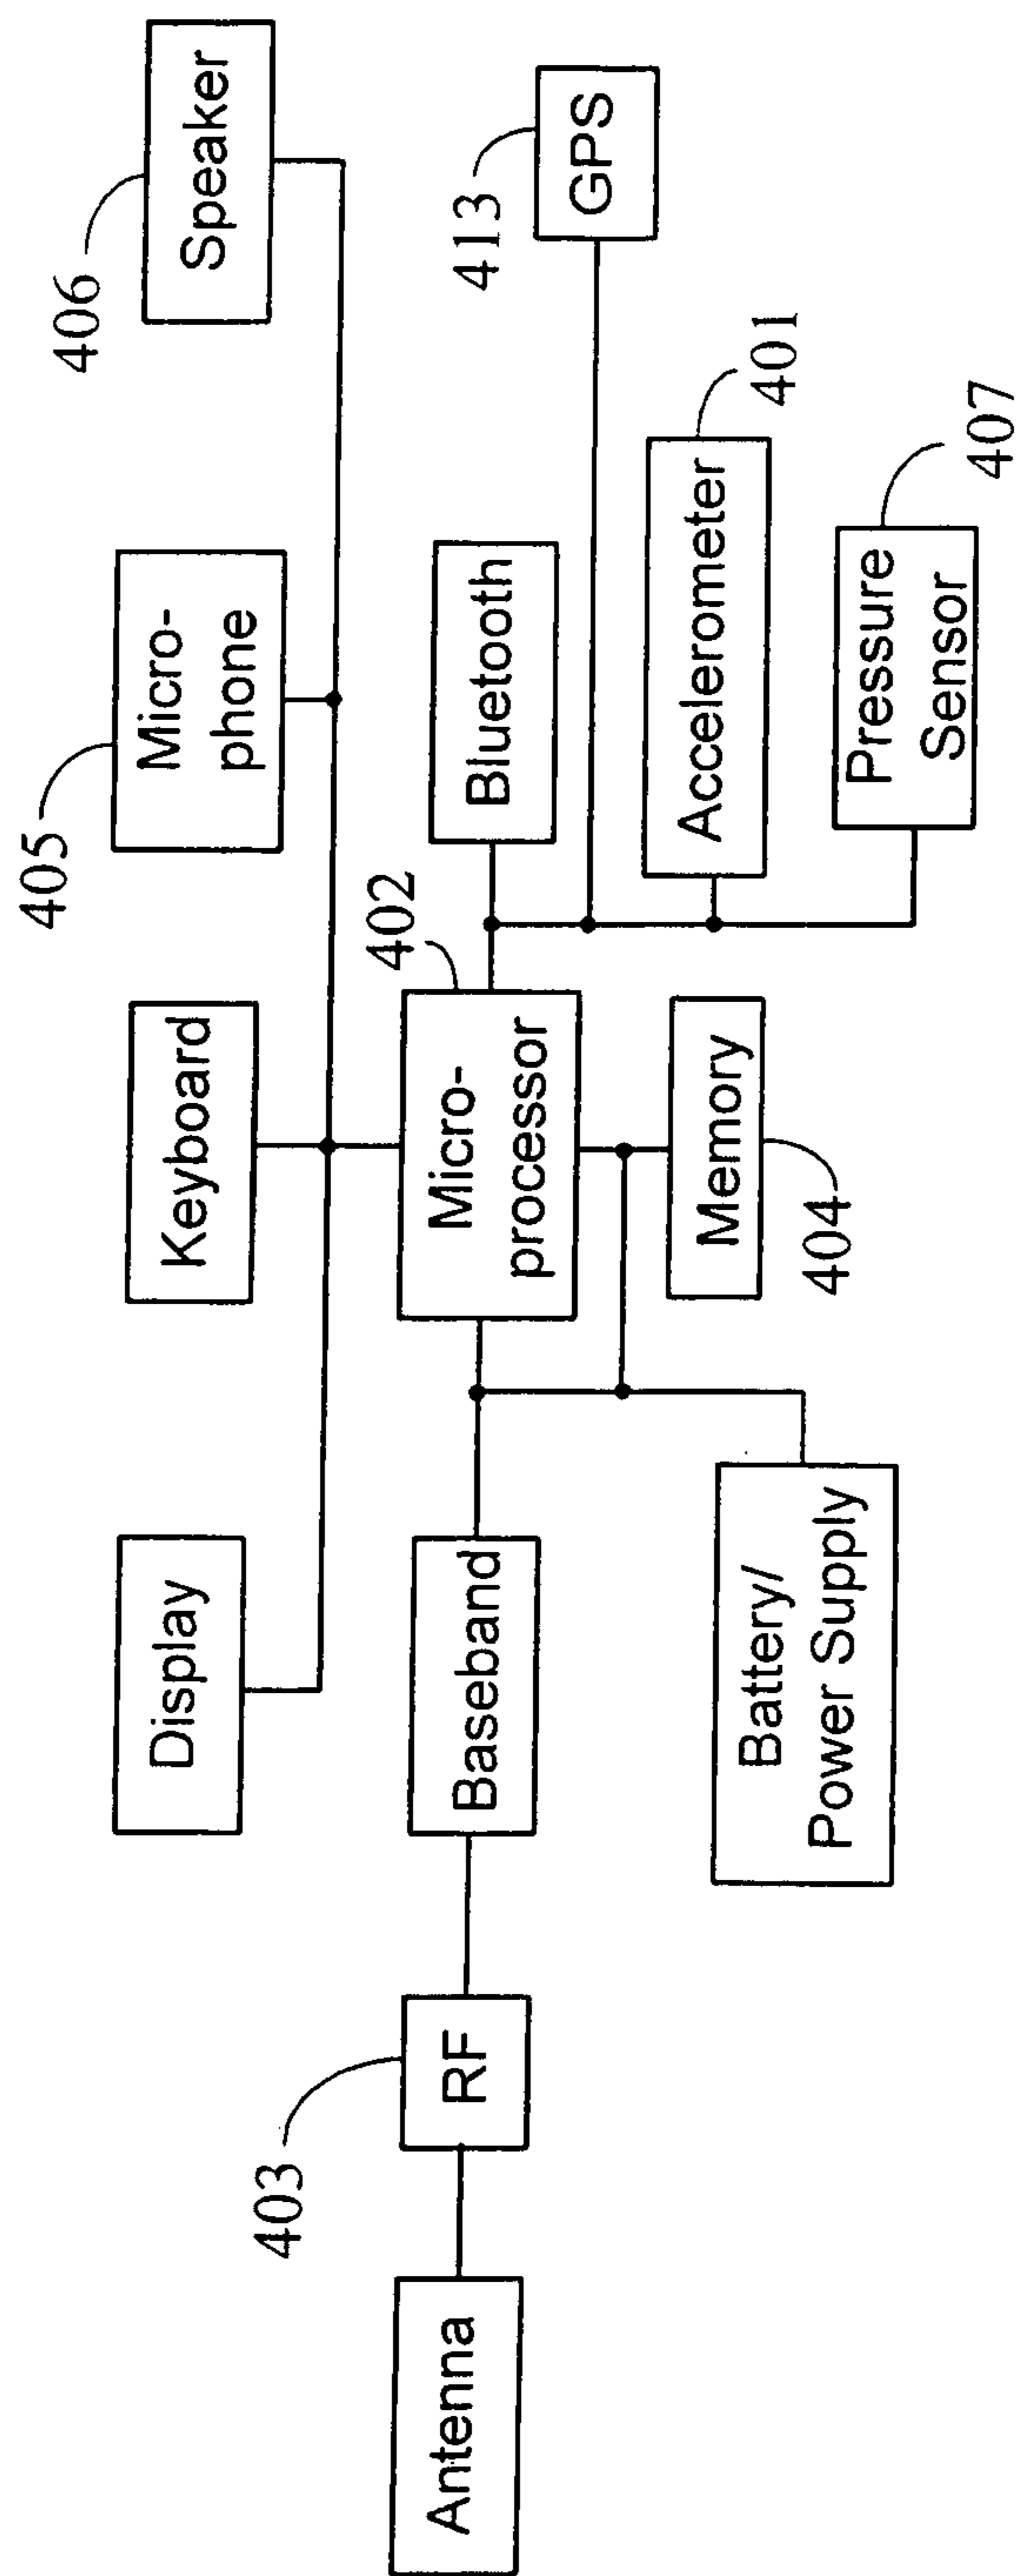 406
Speaker
405
Micro-
phone
Keyboard
Display
413
GPS
402
Bluetooth
401
Accelerometer
407
Pressure
Sensor
Micro-
processor
Memory
404
Baseband
Battery/
Power Supply
403
RF
Antenna